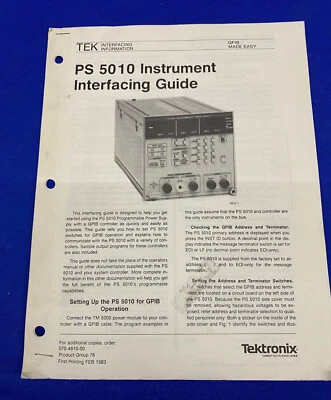 TEK INTERFACING
INFORMATION
GPIB
MADE EASY
PS 5010 Instrument
Interfacing Guide
This interfacing guide is designed to help you get
started using the PS 5010 Programmable Power Sup-
ply with a GPIB controller as quickly and easily as
possible. This guide tells you how to set PS 5010
switches for GPIB operation and explains how to
communicate with the PS 5010 with a variety of con-
trollers. Sample output programs for these controllers
are also included.
This guide does not take the place of the operators
manual or other documentation supplied with the PS
5010 and your system controller. More complete in-
formation in this other documentation will help you get
the full benefit of the PS 5010's programmable
capabilities.
Setting Up the PS 5010 for GPIB
Operation
Connect the TM 5000 power module to your con-
troller with a GPIB cable. The program examples in
this guide assume that the PS 5010 and controller are
the only instruments on the bus.
Checking the GPIB Address and Terminator.
The PS 5010 primary address is displayed when you
press the INST ID button. A decimal point in the dis-
play indicates the message terminator switch is set for
EOI or LF (no decimal point indicates EOI-only).
The PS 5010 is supplied from the factory set to an
address and to EOI-only for the message
terminator.
Setting the Address and Terminator Switches.
switches that select the GPIB address and ter-
minator are located on a circuit board on the left side of
the PS 5010. Because the PS 5010 side cover must
be removed, allowing hazardous voltages to be ex-
posed, refer address and terminator selection to quali-
fied personnel only. Both a sticker on the inside of the
side cover and Fig. 1 identify the switches and illus-
For additional copies, order:
070-4610-00
Product Group 76
First Printing FEB 1983
Tektronix